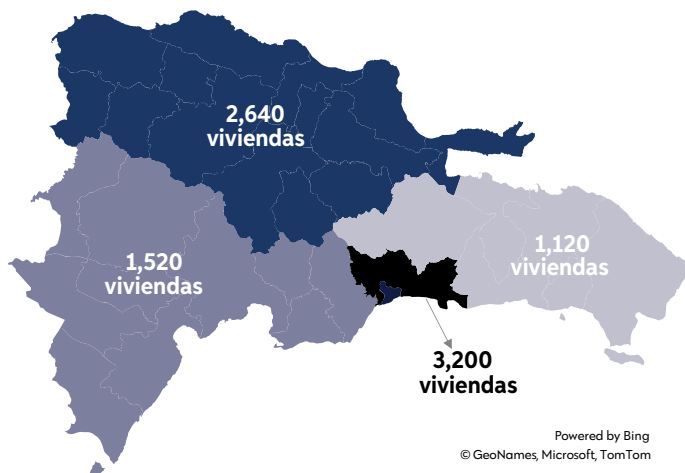 2,640
viviendas
1,520
viviendas
1,120
viviendas
3,200
viviendas
Powered by Bing
© GeoNames, Microsoft, TomTom